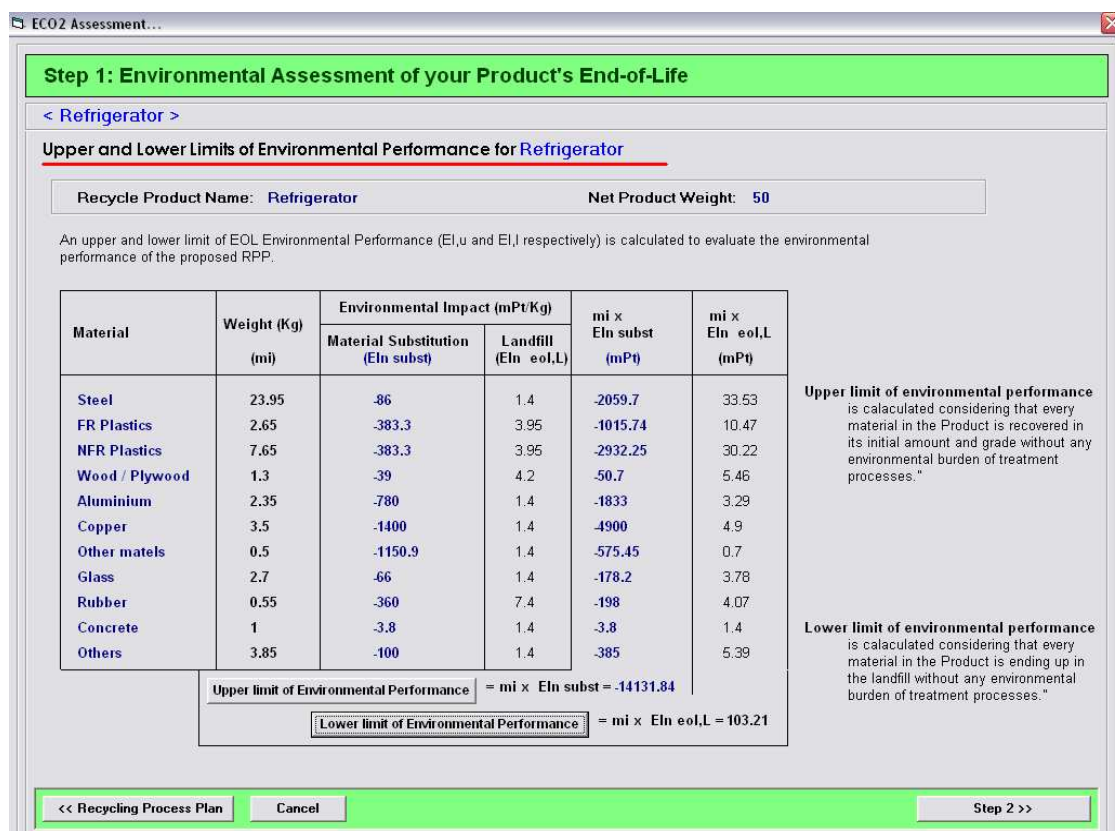 ECO2 Assessment...
Step 1: Environmental Assessment of your Product's End-of-Life
< Refrigerator >
Upper and Lower Limits of Environmental Performance for Refrigerator
Recycle Product Name: Refrigerator Net Product Weight: 50
An upper and lower limit of EOL Environmental Performance (EI,u and EI,l respectively) is calculated to evaluate the environmental
performance of the proposed RPP.
Material Weight (Kg) (mi) Environmental Impact (mPt/Kg) mi x EIn subst (mPt) mi x EIn eol,L (mPt)
Material Substitution (EIn subst) Landfill (EIn eol,L)
Steel 23.95 -86 1.4 -2059.7 33.53
FR Plastics 2.65 -383.3 3.95 -1015.74 10.47
NFR Plastics 7.65 -383.3 3.95 -2932.25 30.22
Wood / Plywood 1.3 -39 4.2 -50.7 5.46
Aluminium 2.35 -780 1.4 -1833 3.29
Copper 3.5 -1400 1.4 -4900 4.9
Other matels 0.5 -1150.9 1.4 -575.45 0.7
Glass 2.7 -66 1.4 -178.2 3.78
Rubber 0.55 -360 7.4 -198 4.07
Concrete 1 -3.8 1.4 -3.8 1.4
Others 3.85 -100 1.4 -385 5.39
Upper limit of Environmental Performance = mi x EIn subst = -14131.84
Lower limit of Environmental Performance = mi x EIn eol,L = 103.21
Upper limit of environmental performance
is calaculated considering that every
material in the Product is recovered in
its initial amount and grade without any
environmental burden of treatment
processes."
Lower limit of environmental performance
is calaculated considering that every
material in the Product is ending up in
the landfill without any environmental
burden of treatment processes."
<< Recycling Process Plan Cancel Step 2 >>